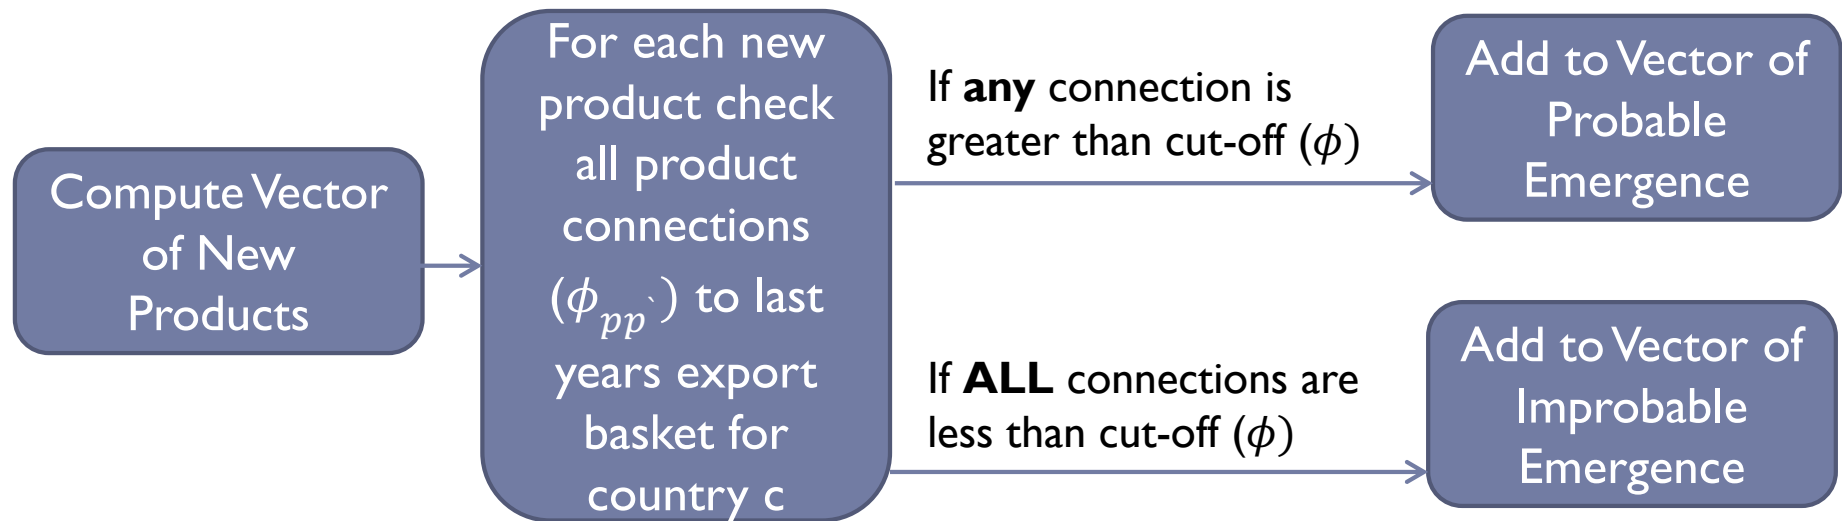 Compute Vector
of New
Products
For each new
product check
all product
connections
(ϕpp`) to last
years export
basket for
country c
If any connection is
greater than cut-off (ϕ)
If ALL connections are
less than cut-off (ϕ)
Add to Vector of
Probable
Emergence
Add to Vector of
Improbable
Emergence